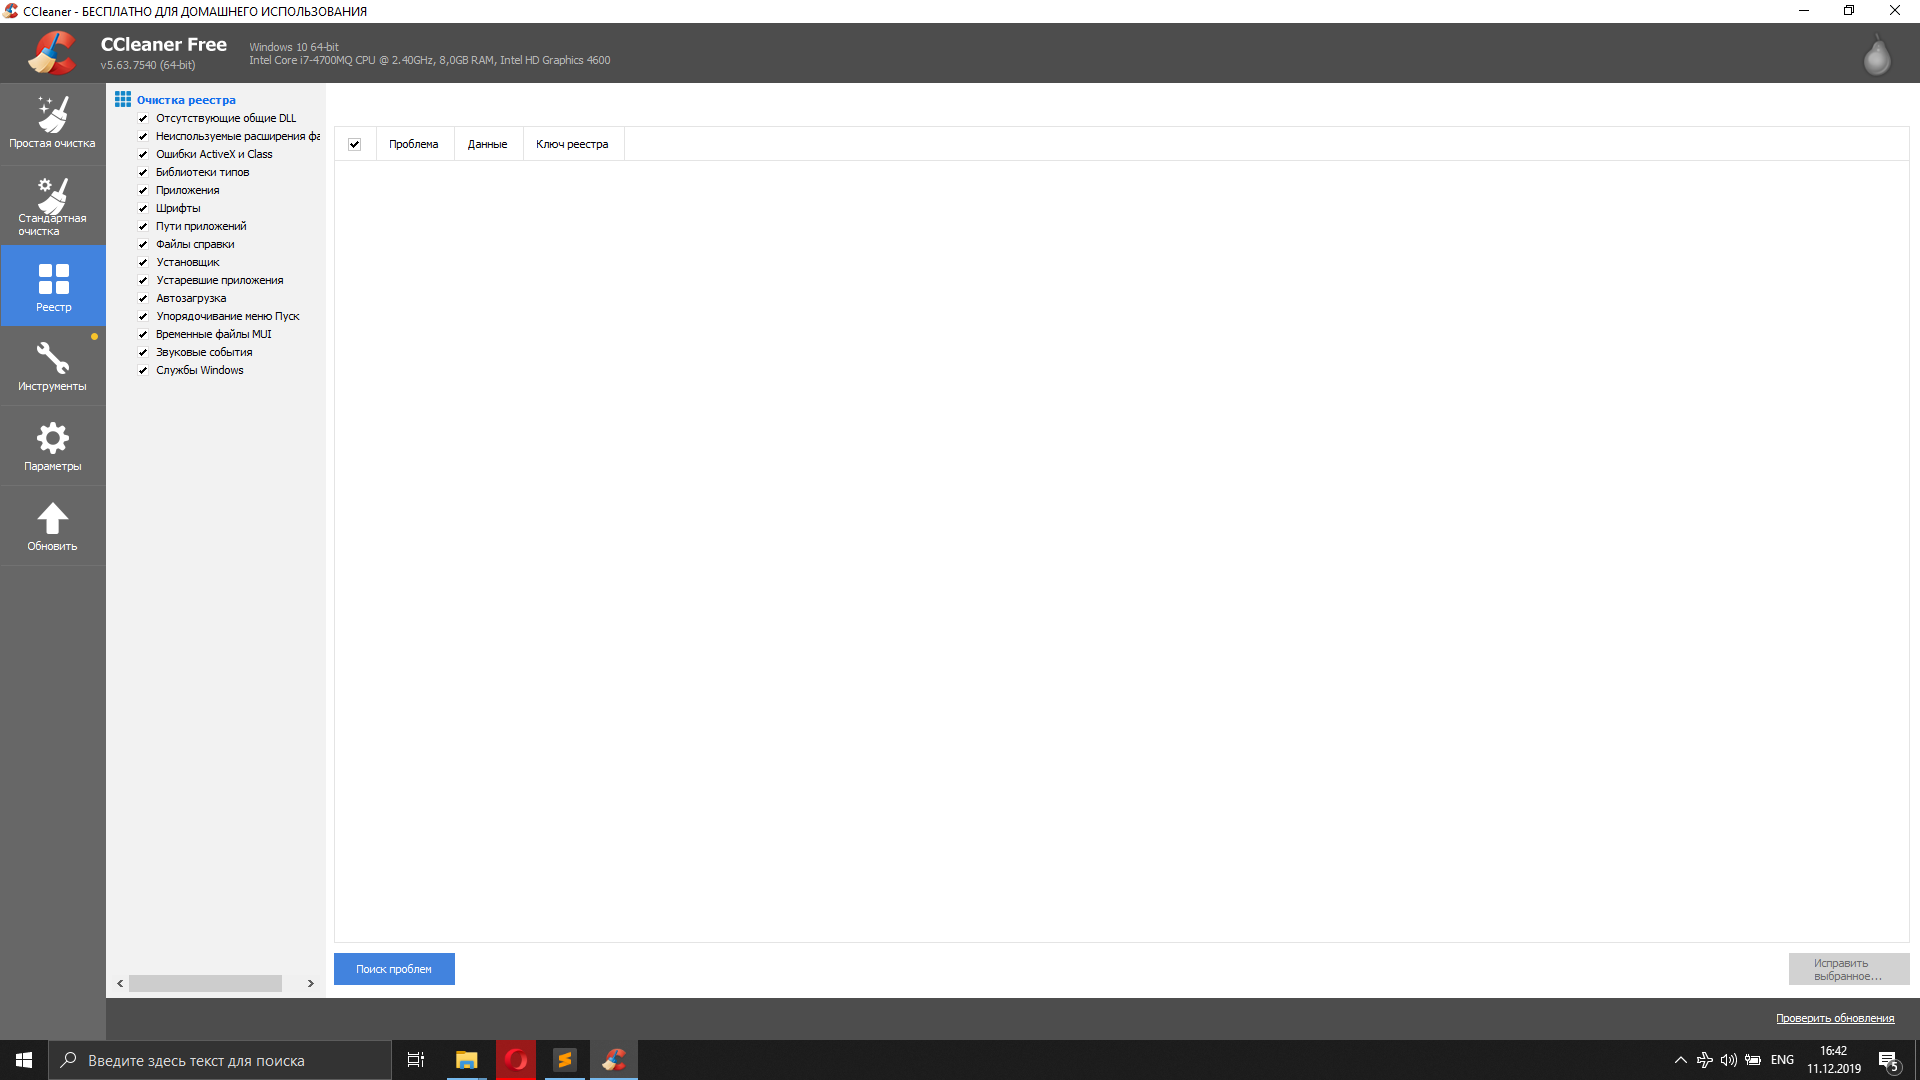 CCleaner - БЕСПЛАТНО ДЛЯ ДОМАШНЕГО ИСПОЛЬЗОВАНИЯ
CCleaner Free
v5.63.7540 (64-bit)
Windows 10 64-bit
Intel Core i7-4700MQ CPU @ 2.40GHz, 8,0GB RAM, Intel HD Graphics 4600
Простая очистка
Стандартная
очистка
Реестр
Инструменты
Параметры
Обновить
Очистка реестра
Отсутствующие общие DLL
Неиспользуемые расширения фа
Ошибки ActiveX и Class
Библиотеки типов
Приложения
Шрифты
Пути приложений
Файлы справки
Установщик
Устаревшие приложения
Автозагрузка
Упорядочивание меню Пуск
Временные файлы MUI
Звуковые события
Службы Windows
Проблема Данные Ключ реестра
Поиск проблем
Исправить
выбранное...
Проверить обновления
Введите здесь текст для поиска
ENG
16:42
11.12.2019
5